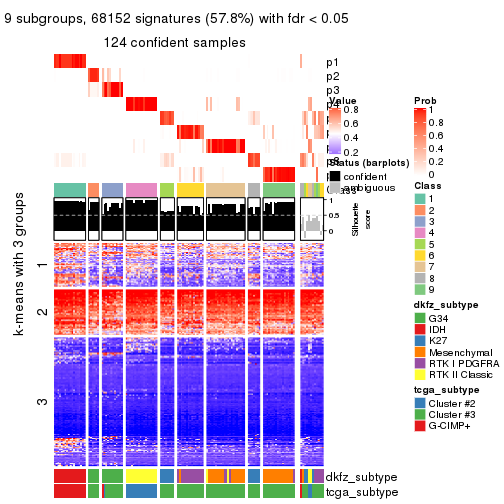 9 subgroups, 68152 signatures (57.8%) with fdr < 0.05
124 confident samples
p1
p2
p3
Value
0.8
0.6
0.4
0.2
Prob
1
0.8
0.6
0.4
0.2
0
Status (barplots)
confident
ambiguous
Class
1
2
3
4
5
6
7
8
9
1
0.5
0
Silhouette
score
k-means with 3 groups
1
2
3
dkfz_subtype
G34
IDH
K27
Mesenchymal
RTK I PDGFRA
RTK II Classic
tcga_subtype
Cluster #2
Cluster #3
G-CIMP+
dkfz_subtype
tcga_subtype